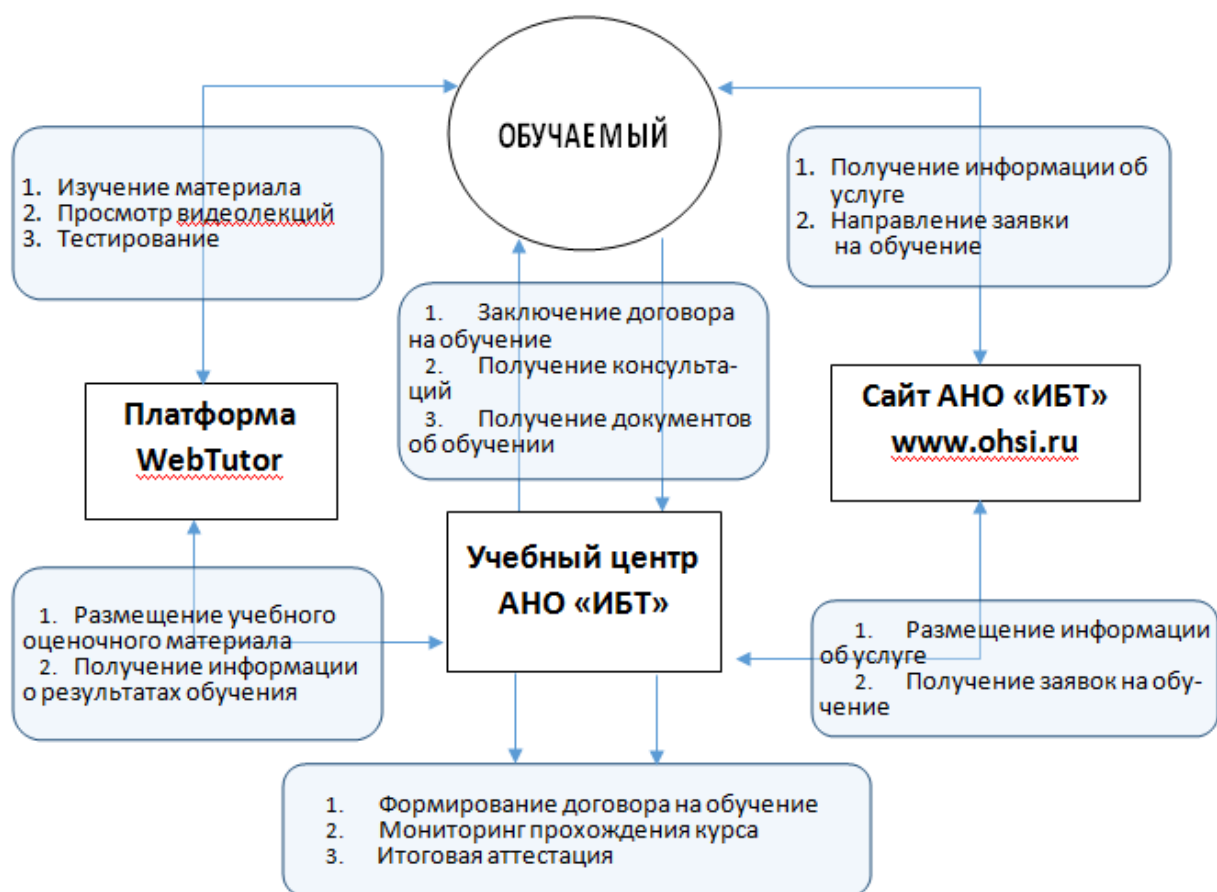 ОБУЧАЕМЫЙ
1. Изучение материала
2. Просмотр видеолекций
3. Тестирование
1. Получение информации об
услуге
2. Направление заявки
на обучение
1. Заключение договора
на обучение
2. Получение консульта-
ций
3. Получение документов
об обучении
Платформа
WebTutor
Сайт АНО «ИБТ»
www.ohsi.ru
Учебный центр
АНО «ИБТ»
1. Размещение учебного
оценочного материала
2. Получение информации
о результатах обучения
1. Размещение информации
об услуге
2. Получение заявок на обу-
чение
1. Формирование договора на обучение
2. Мониторинг прохождения курса
3. Итоговая аттестация